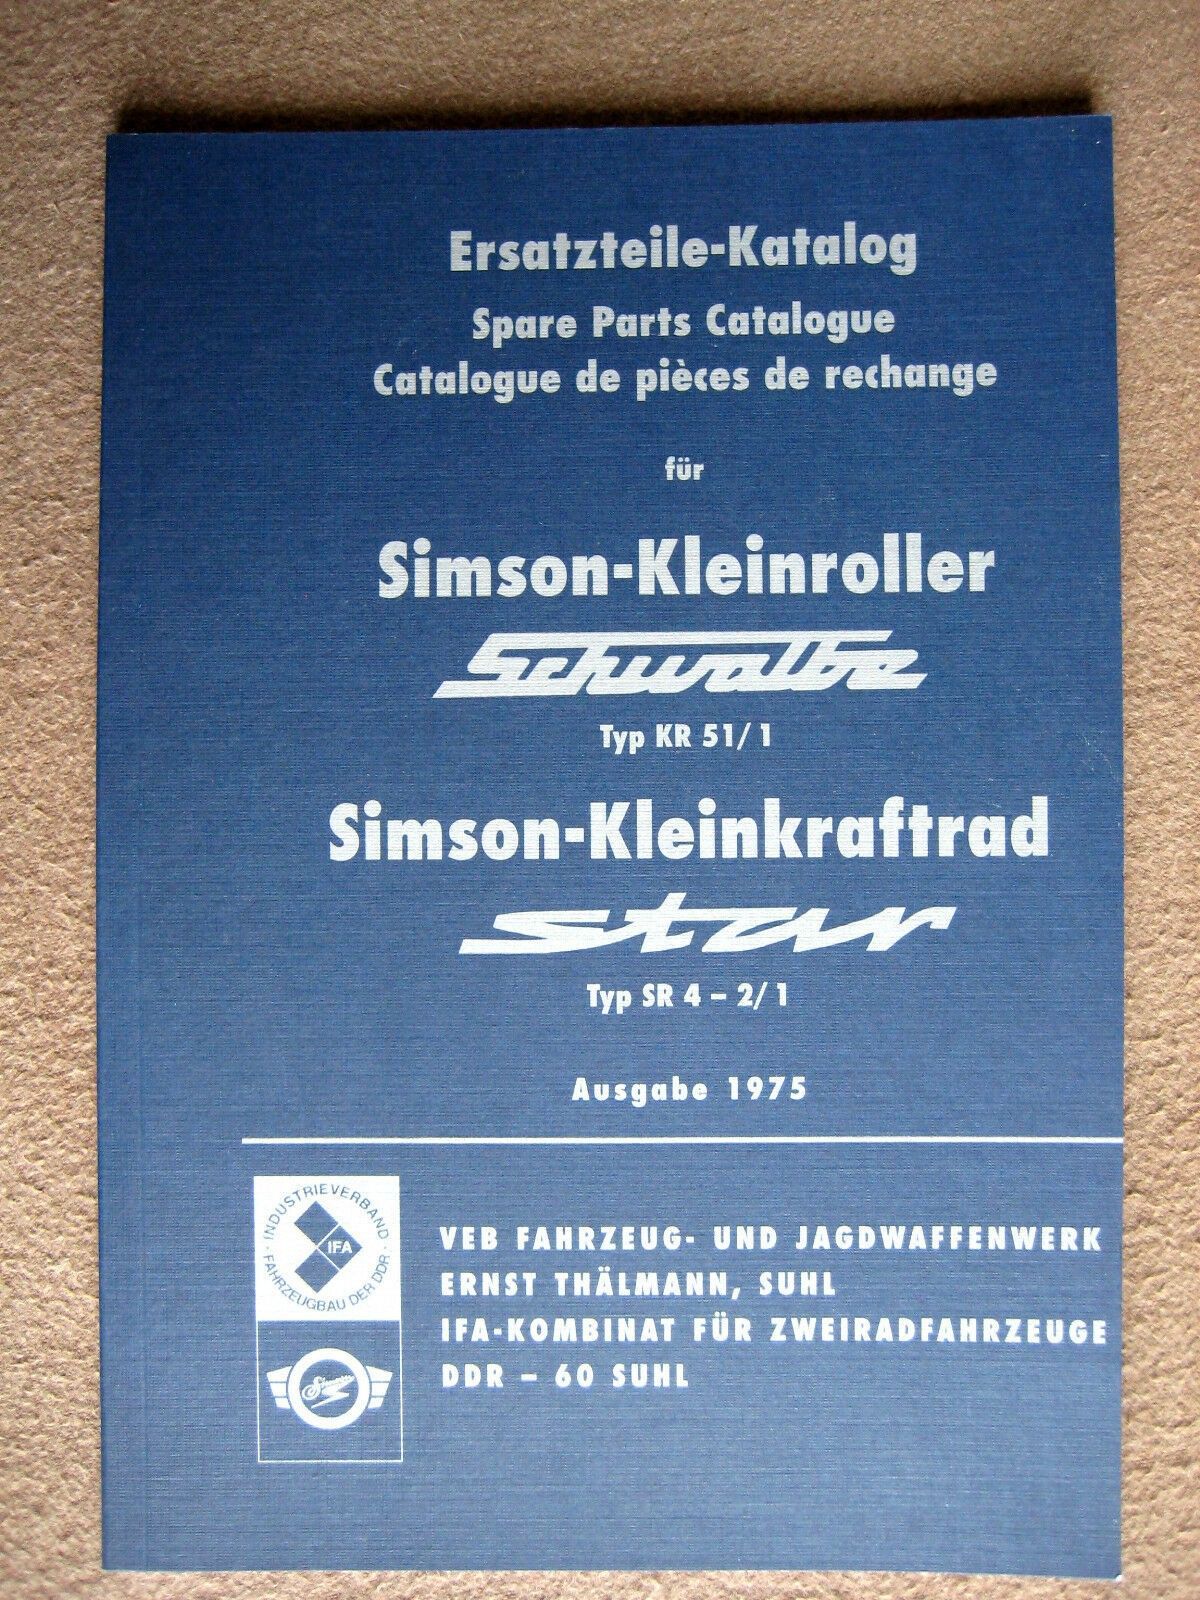 Ersatzteile-Katalog
Spare Parts Catalogue
Catalogue de pièces de rechange
für
Simson-Kleinroller
Schwalbe
Typ KR 51/1
Simson-Kleinkraftrad
star
Typ SR 4 – 2/1
Ausgabe 1975
INDUSTRIEVERBAND
IFA
FAHRZEUGBAU DER DDR
Simson
VEB FAHRZEUG- UND JAGDWAFFENWERK
ERNST THÄLMANN, SUHL
IFA-KOMBINAT FÜR ZWEIRADFAHRZEUGE
DDR – 60 SUHL